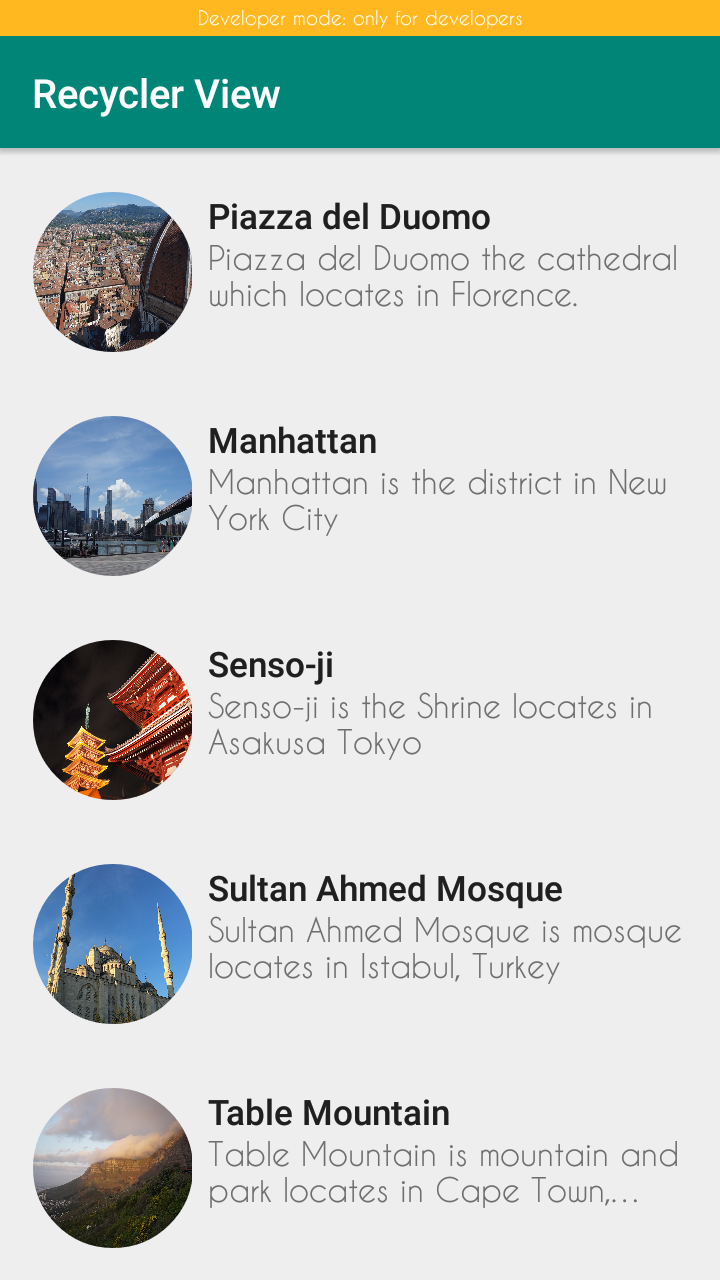 Developer mode: only for developers
Recycler View
Piazza del Duomo
Piazza del Duomo the cathedral
which locates in Florence.
Manhattan
Manhattan is the district in New
York City
Senso-ji
Senso-ji is the Shrine locates in
Asakusa Tokyo
Sultan Ahmed Mosque
Sultan Ahmed Mosque is mosque
locates in Istabul, Turkey
Table Mountain
Table Mountain is mountain and
park locates in Cape Town,...